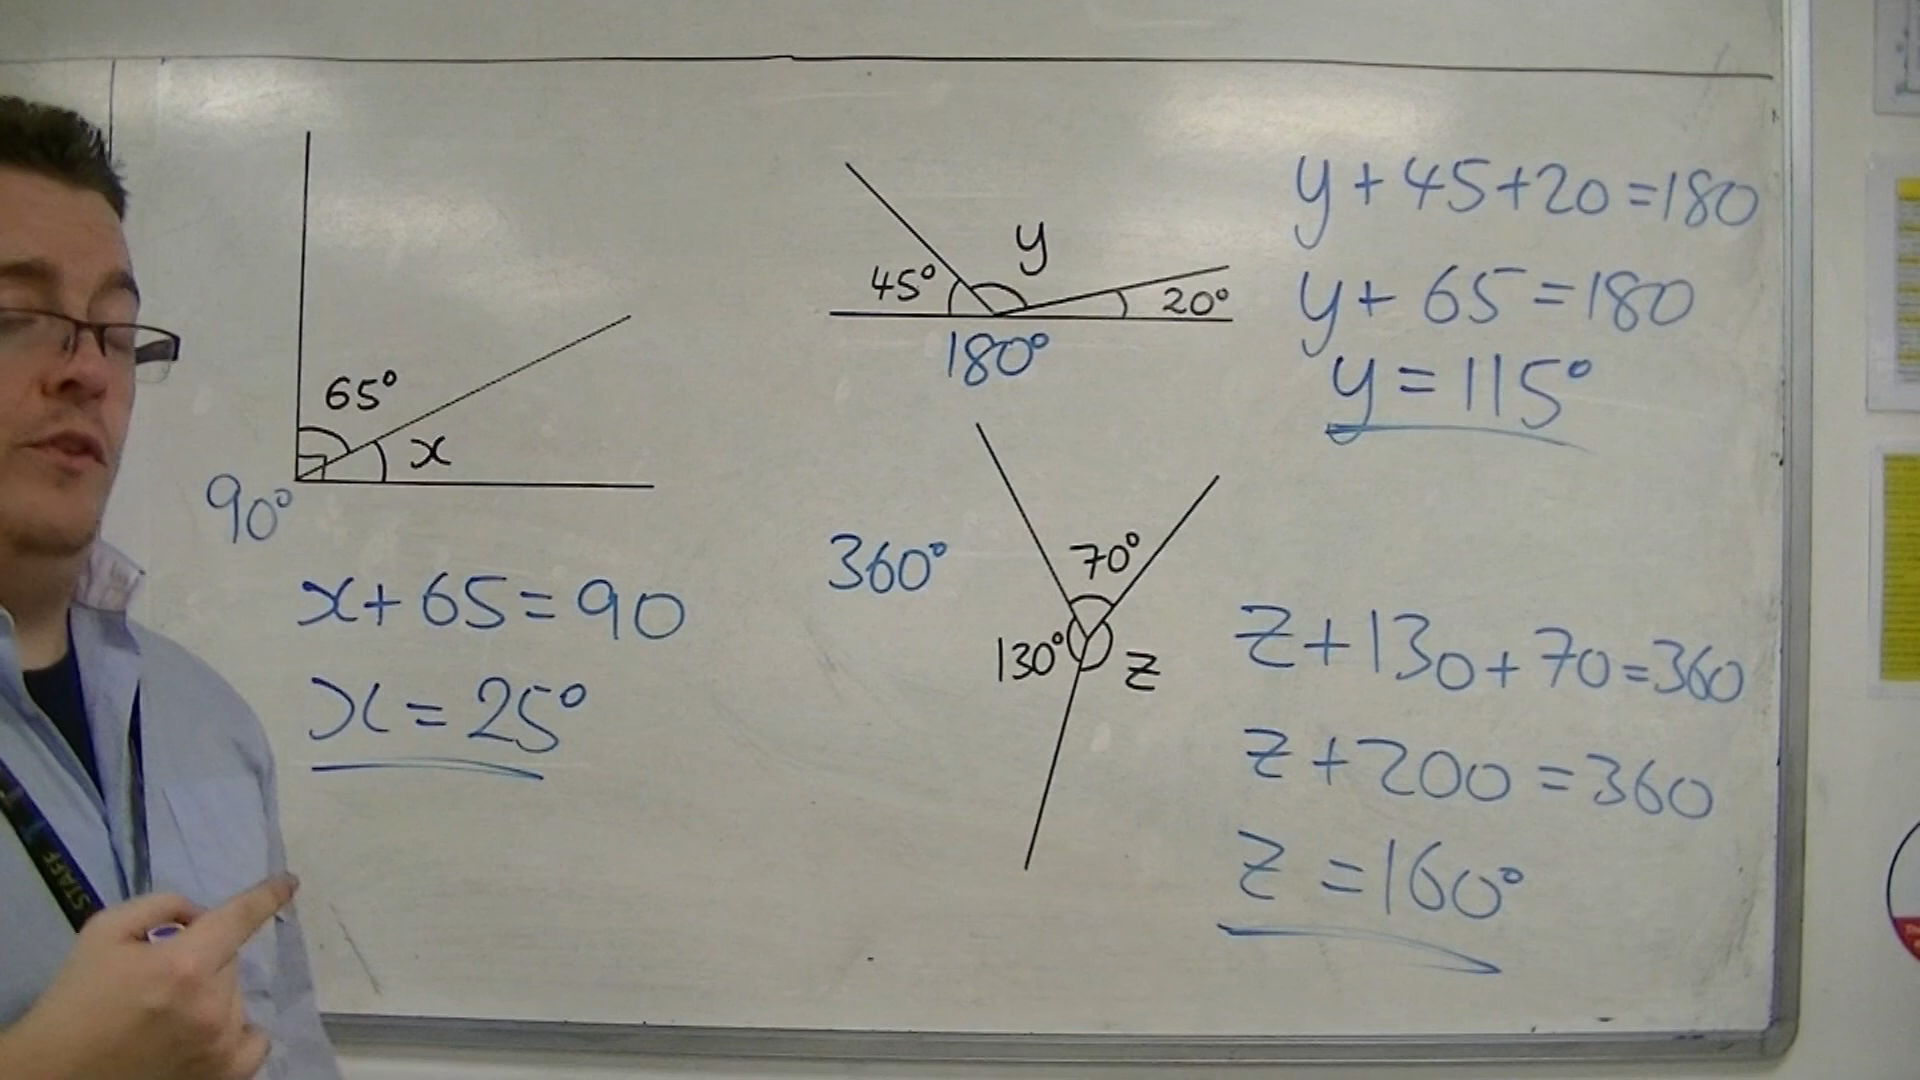 65°
x
90°
x + 65 = 90
x = 25°
45°
y
20°
180°
y + 45 + 20 = 180
y + 65 = 180
y = 115°
360°
70°
130°
z
z + 130 + 70 = 360
z + 200 = 360
z = 160°
STAFF